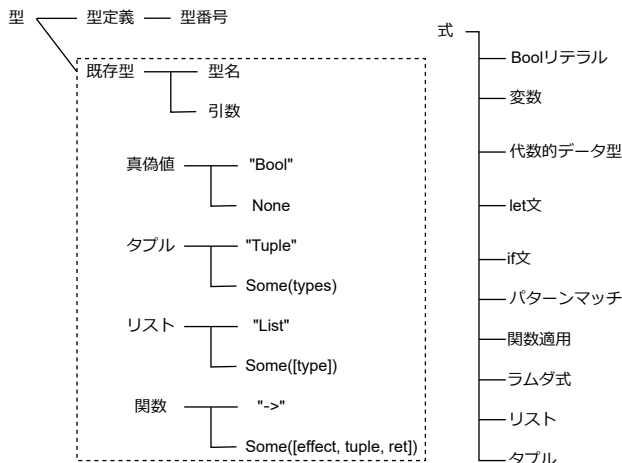 型
型定義
型番号
既存型
型名
引数
真偽値
"Bool"
None
タプル
"Tuple"
Some(types)
リスト
"List"
Some([type])
関数
"->"
Some([effect, tuple, ret])
式
Boolリテラル
変数
代数的データ型
let文
if文
パターンマッチ
関数適用
ラムダ式
リスト
タプル